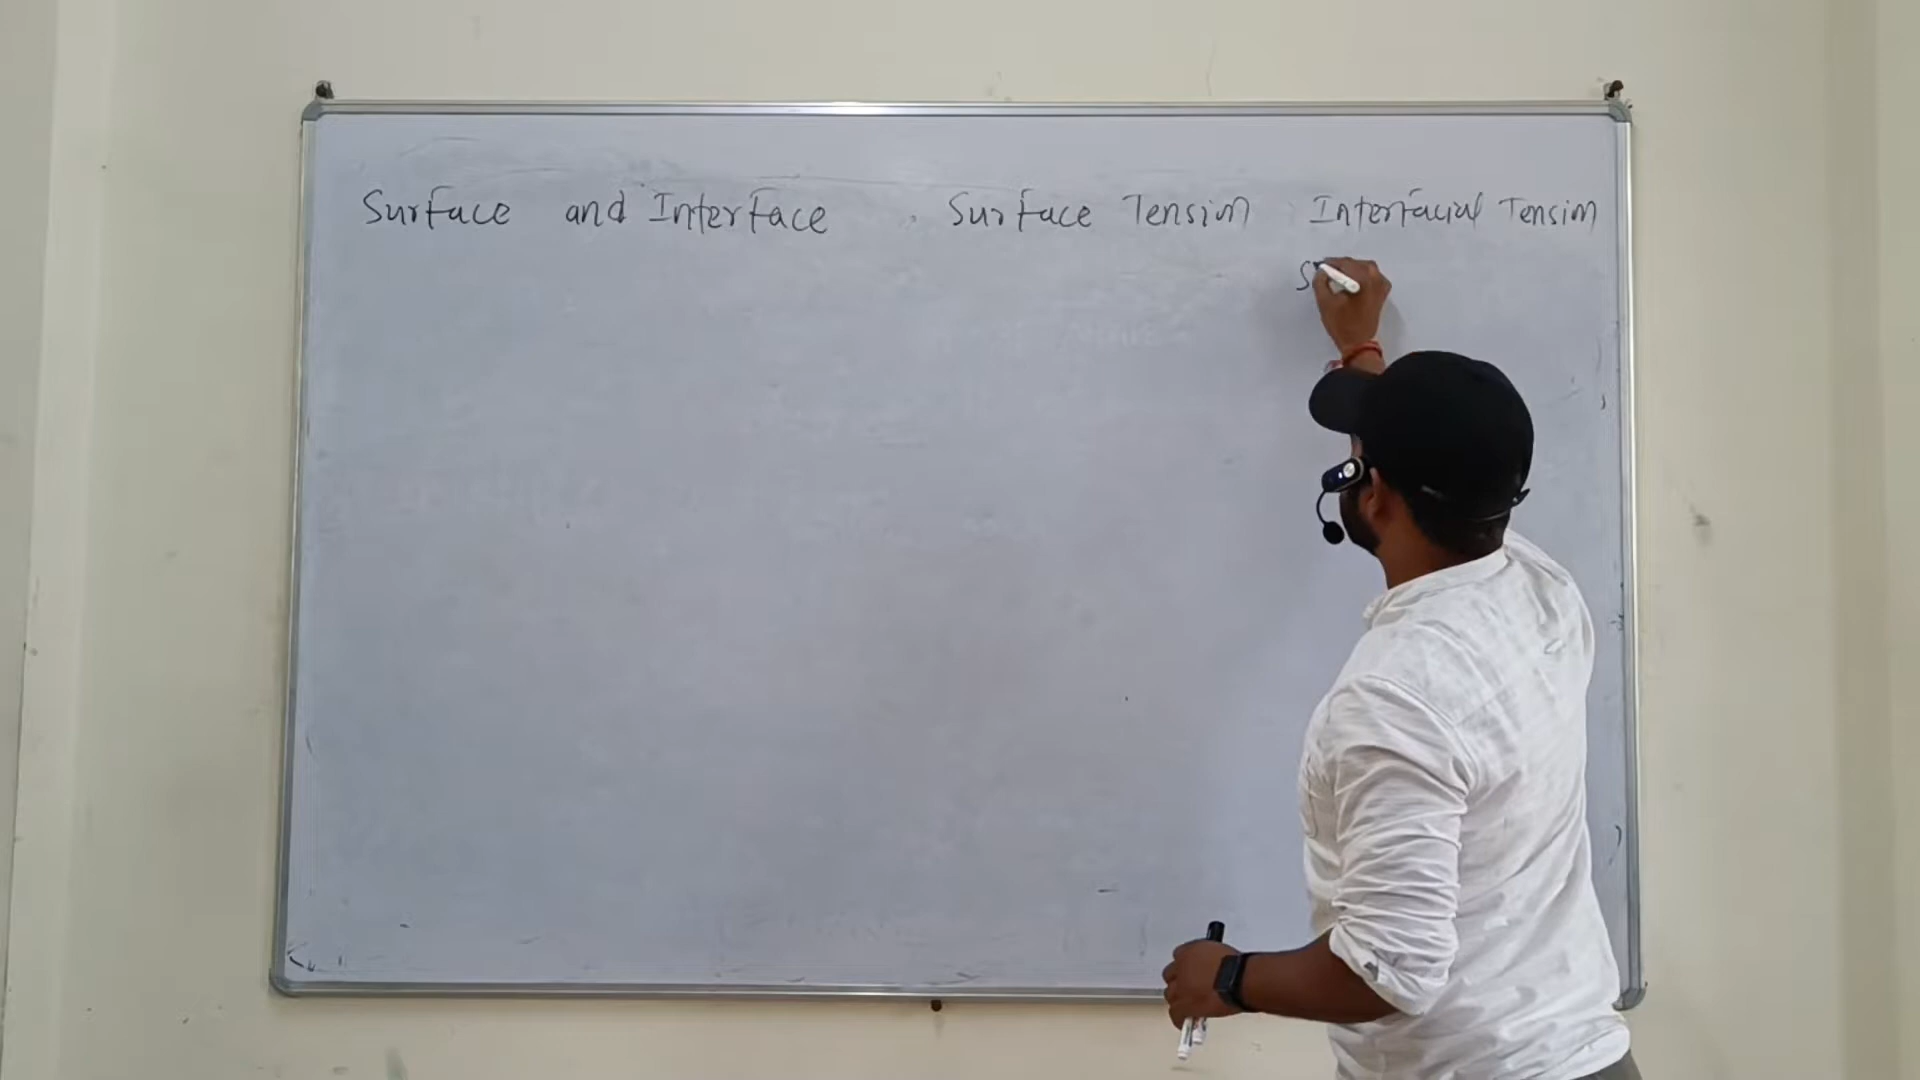 Surface and Interface . Surface Tension Interfacial Tension
S